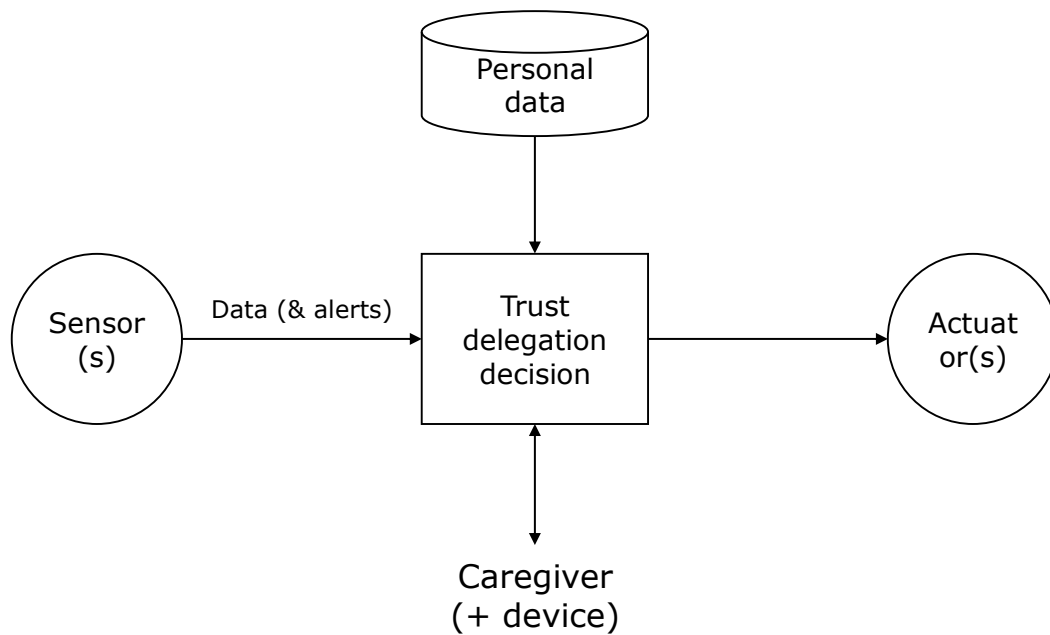 Personal
data
Sensor
(s)
Data (& alerts)
Trust
delegation
decision
Actuat
or(s)
Caregiver
(+ device)